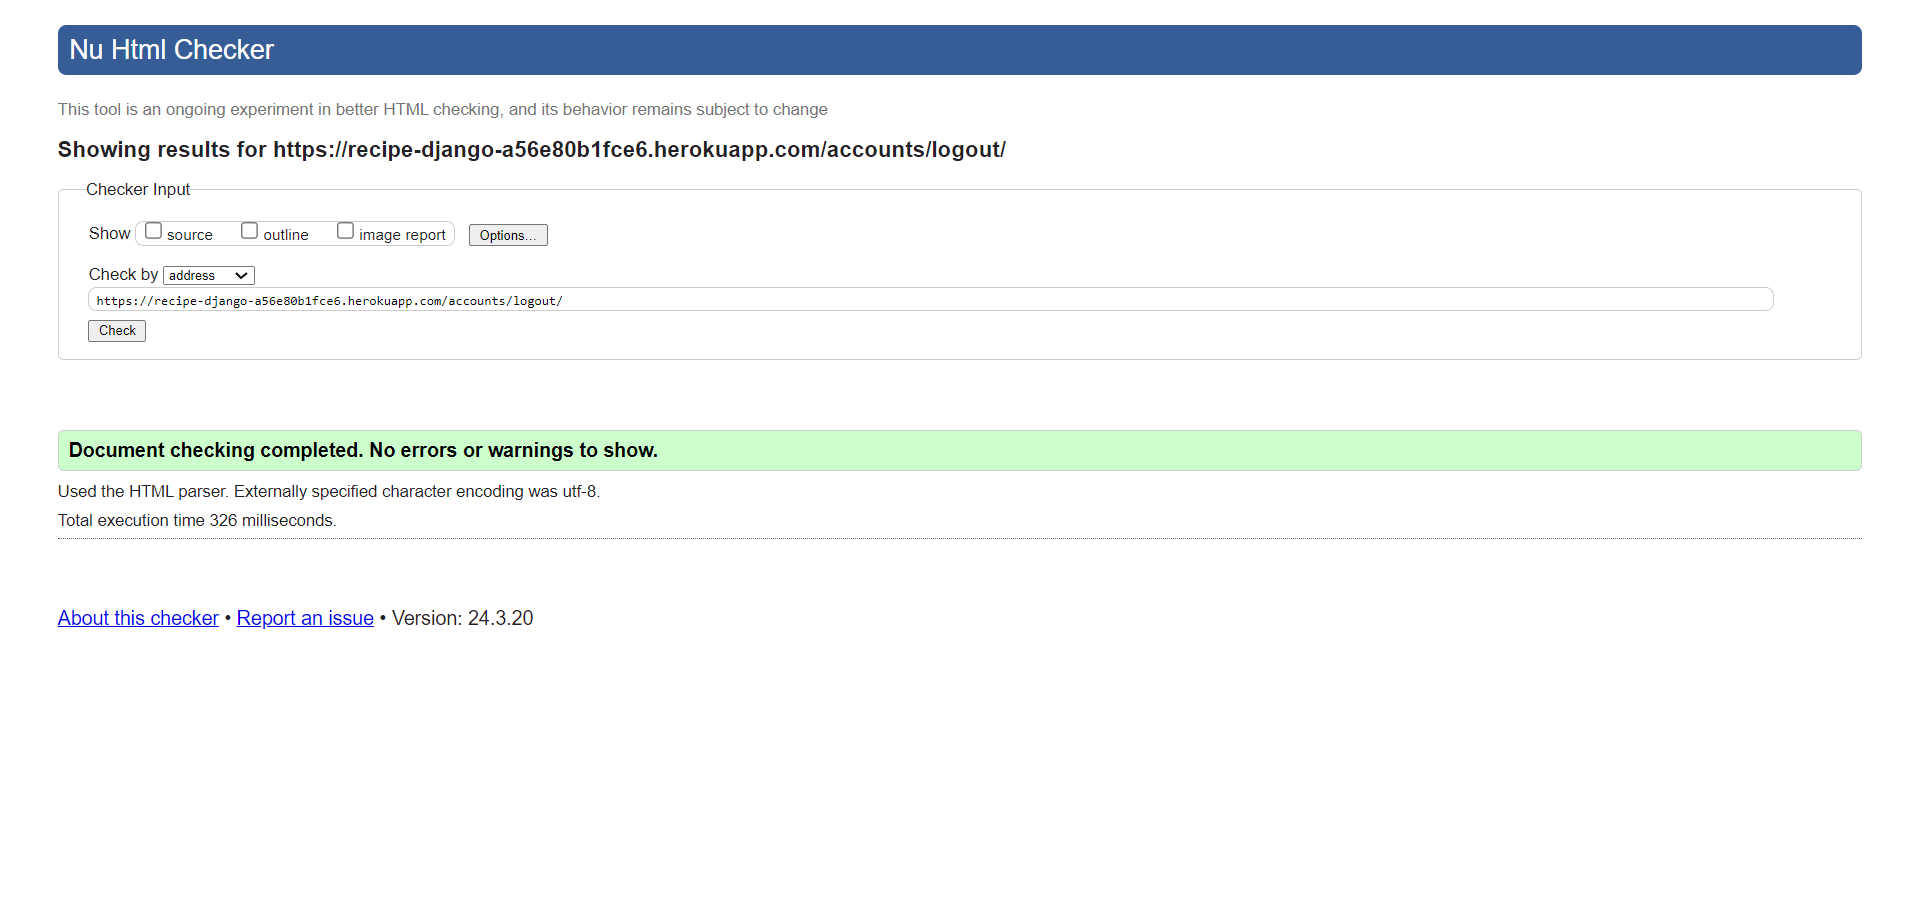 Nu Html Checker
This tool is an ongoing experiment in better HTML checking, and its behavior remains subject to change
Showing results for https://recipe-django-a56e80b1fce6.herokuapp.com/accounts/logout/
Checker Input
Show source outline image report Options...
Check by address
https://recipe-django-a56e80b1fce6.herokuapp.com/accounts/logout/
Check
Document checking completed. No errors or warnings to show.
Used the HTML parser. Externally specified character encoding was utf-8.
Total execution time 326 milliseconds.
About this checker • Report an issue • Version: 24.3.20